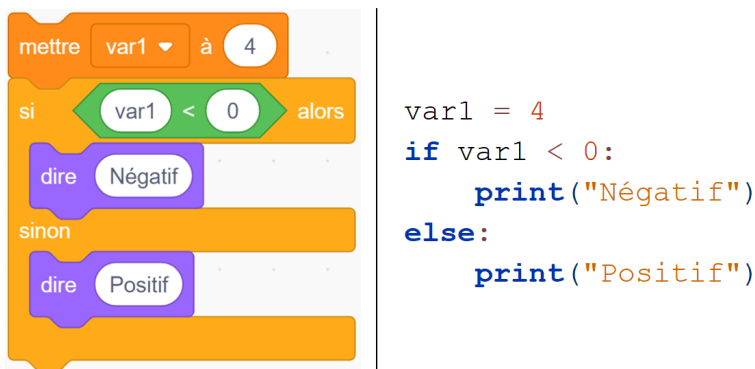 mettre var1 à 4
si var1 < 0 alors
dire Négatif
sinon
dire Positif
var1 = 4
if var1 < 0:
    print("Négatif")
else:
    print("Positif")